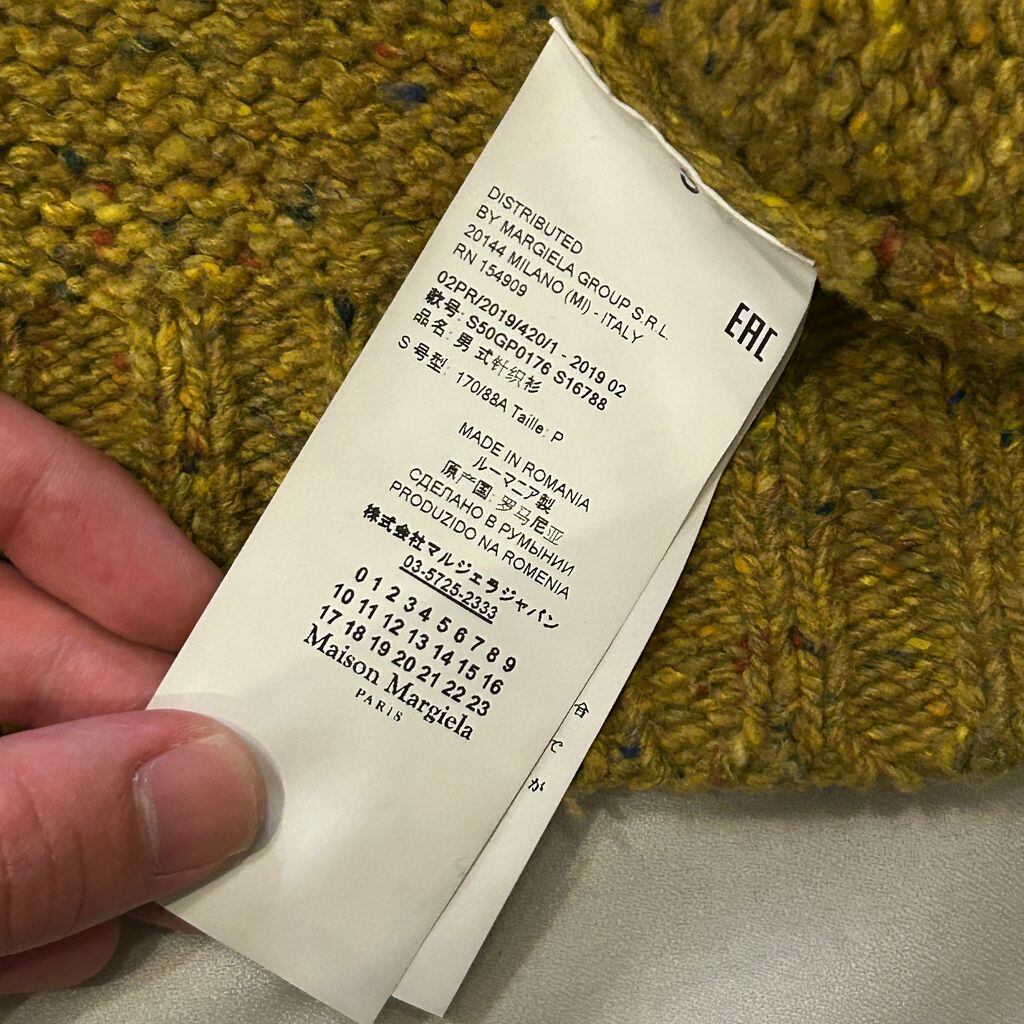 DISTRIBUTED
BY MARGIELA GROUP S.R.L.
20144 MILANO (MI) - ITALY
RN 154909
EAC
02PR/2019/420/1 - 2019 02
款号: S50GP0176 S16788
品名: 男式针织衫
S 号型: 170/88A Taille: P
MADE IN ROMANIA
ルーマニア製
原产国: 罗马尼亚
СДЕЛАНО В РУМЫНИИ
PRODUZIDO NA ROMENIA
株式会社マルジェラジャパン
03-5725-2333
0 1 2 3 4 5 6 7 8 9
10 11 12 13 14 15 16
17 18 19 20 21 22 23
Maison Margiela
PARIS
合
て
が